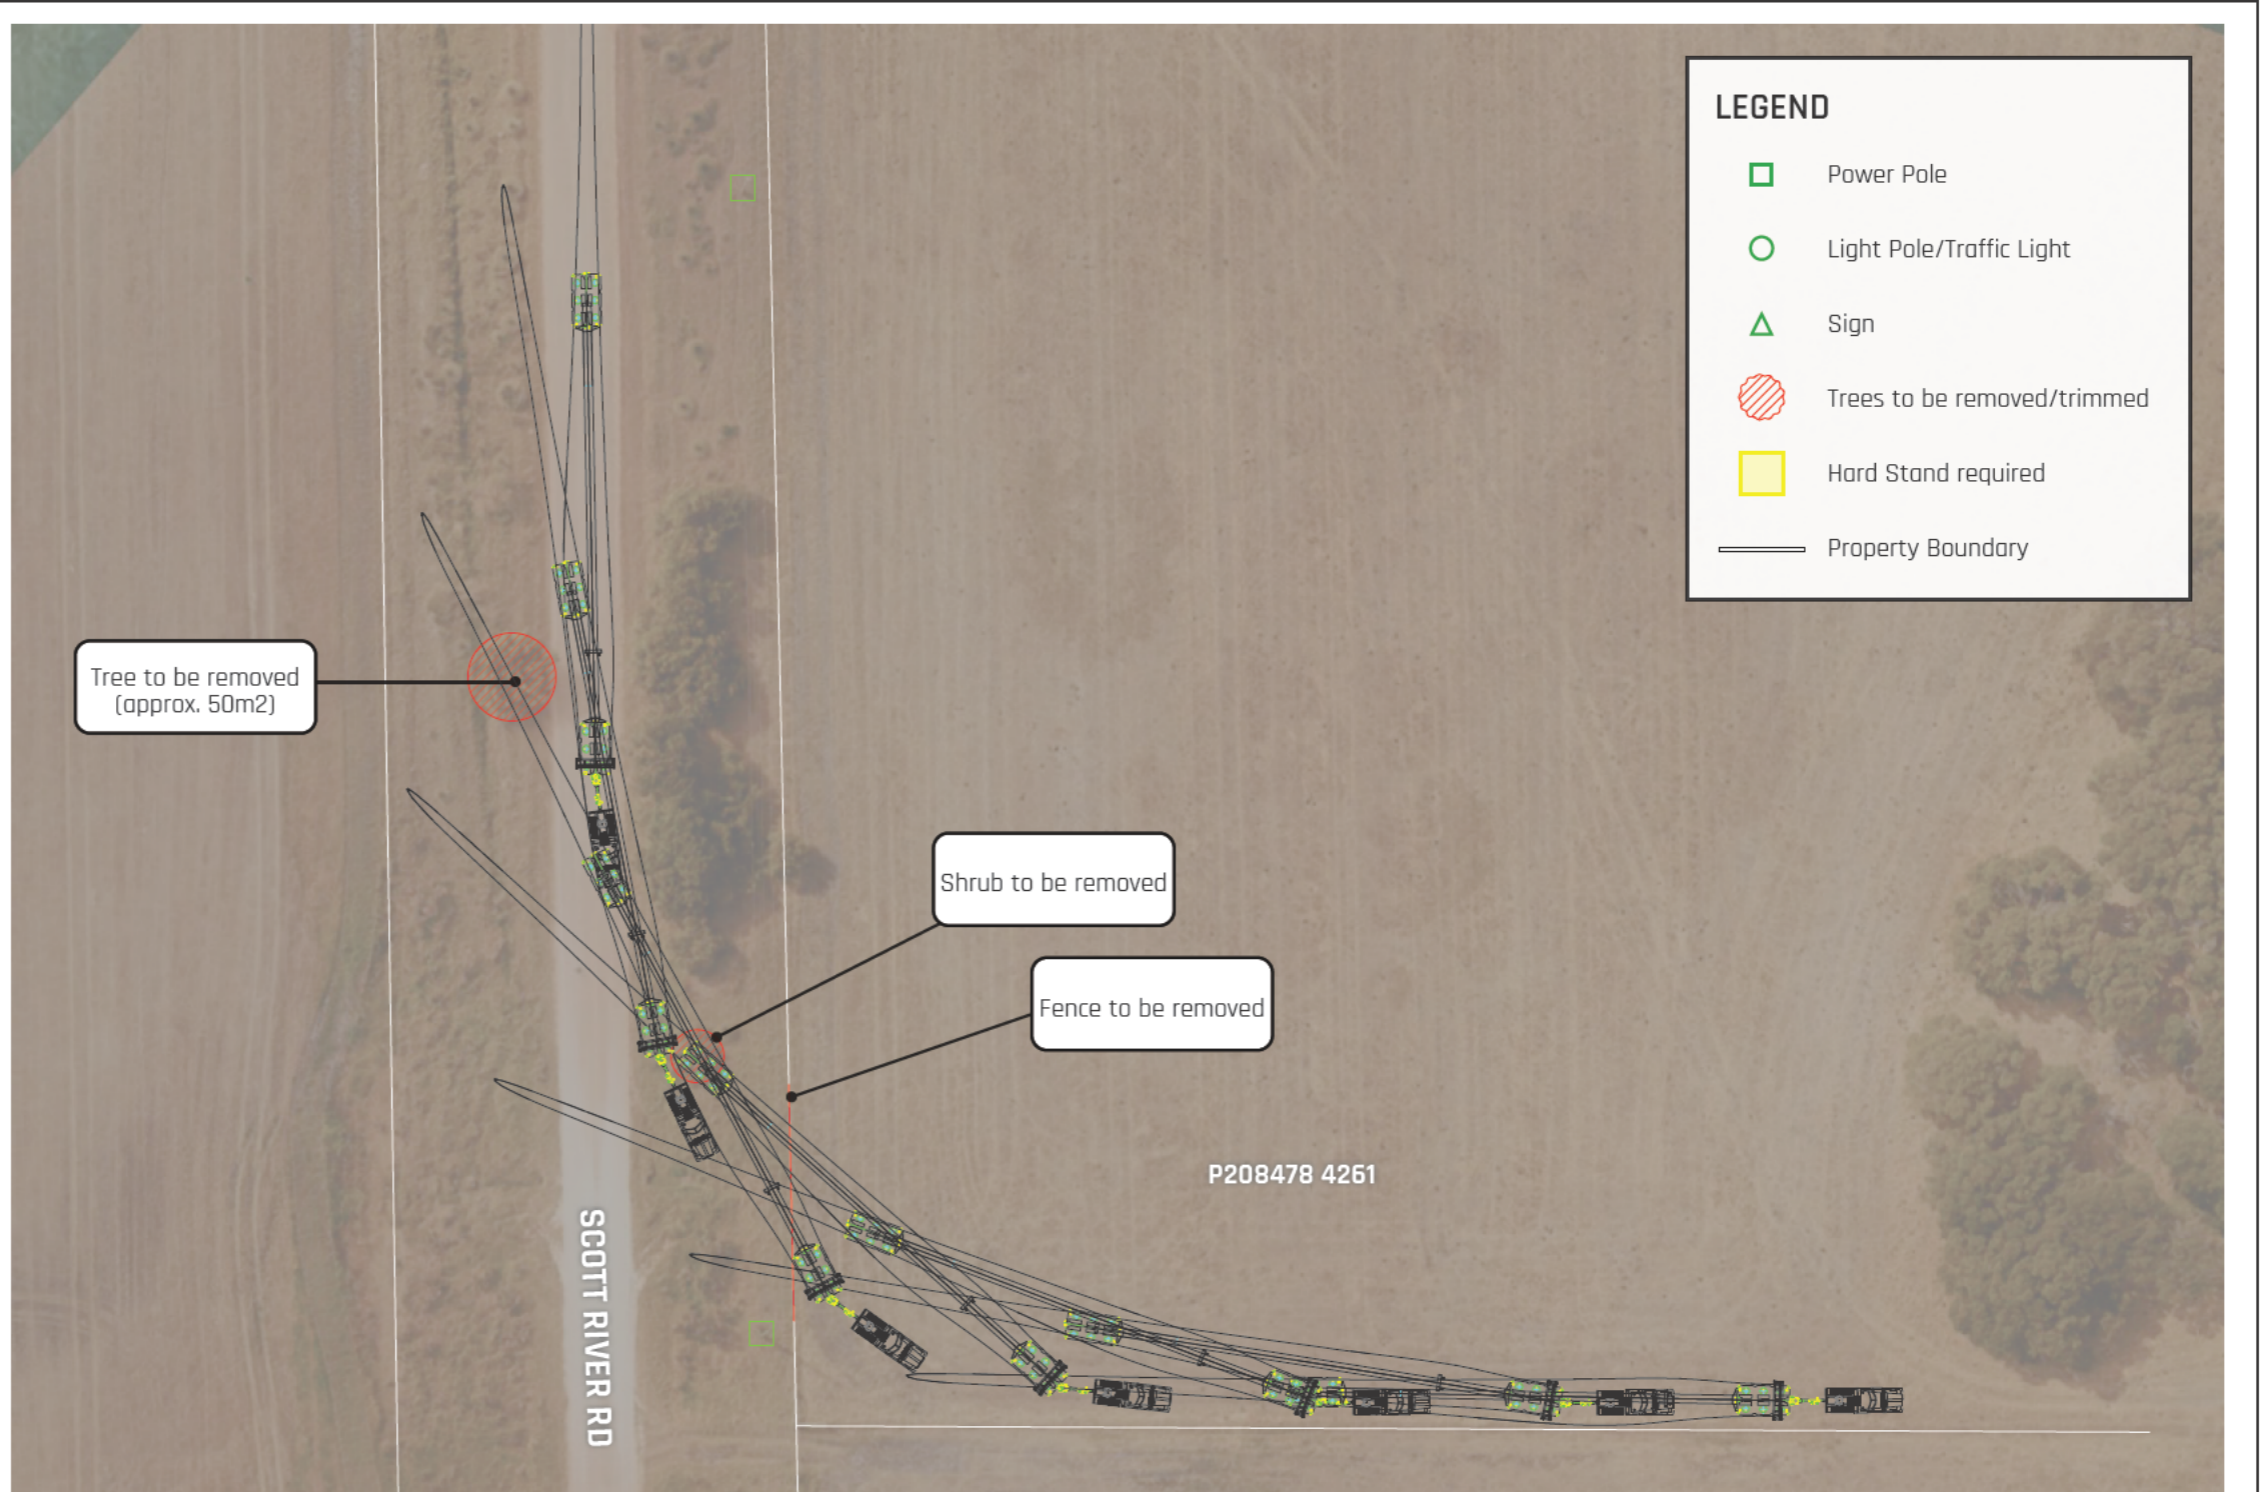 LEGEND
Power Pole
Light Pole/Traffic Light
Sign
Trees to be removed/trimmed
Hard Stand required
Property Boundary
Tree to be removed
(approx. 50m2)
Shrub to be removed
Fence to be removed
P208478 4261
SCOTT RIVER RD